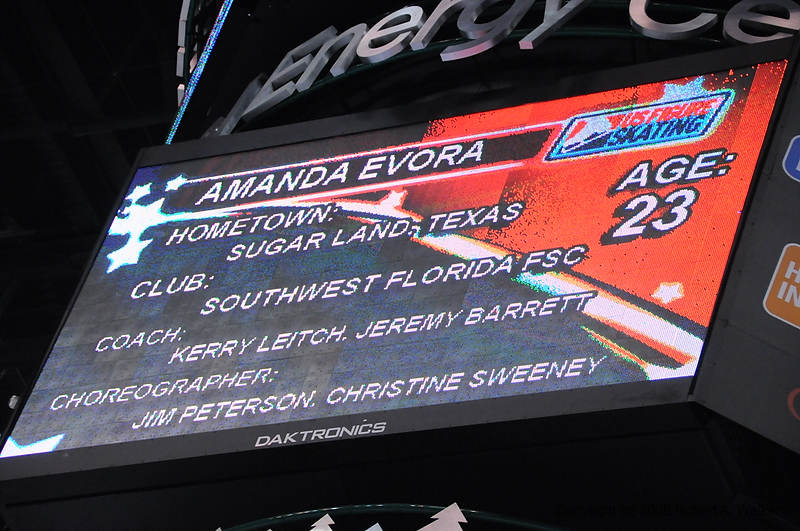 Energy Ce
US FIGURE
SKATING
AMANDA EVORA
AGE:
23
HOMETOWN:
SUGAR LAND, TEXAS
CLUB:
SOUTHWEST FLORIDA FSC
COACH:
KERRY LEITCH, JEREMY BARRETT
CHOREOGRAPHER:
JIM PETERSON, CHRISTINE SWEENEY
DAKTRONICS
H
IN